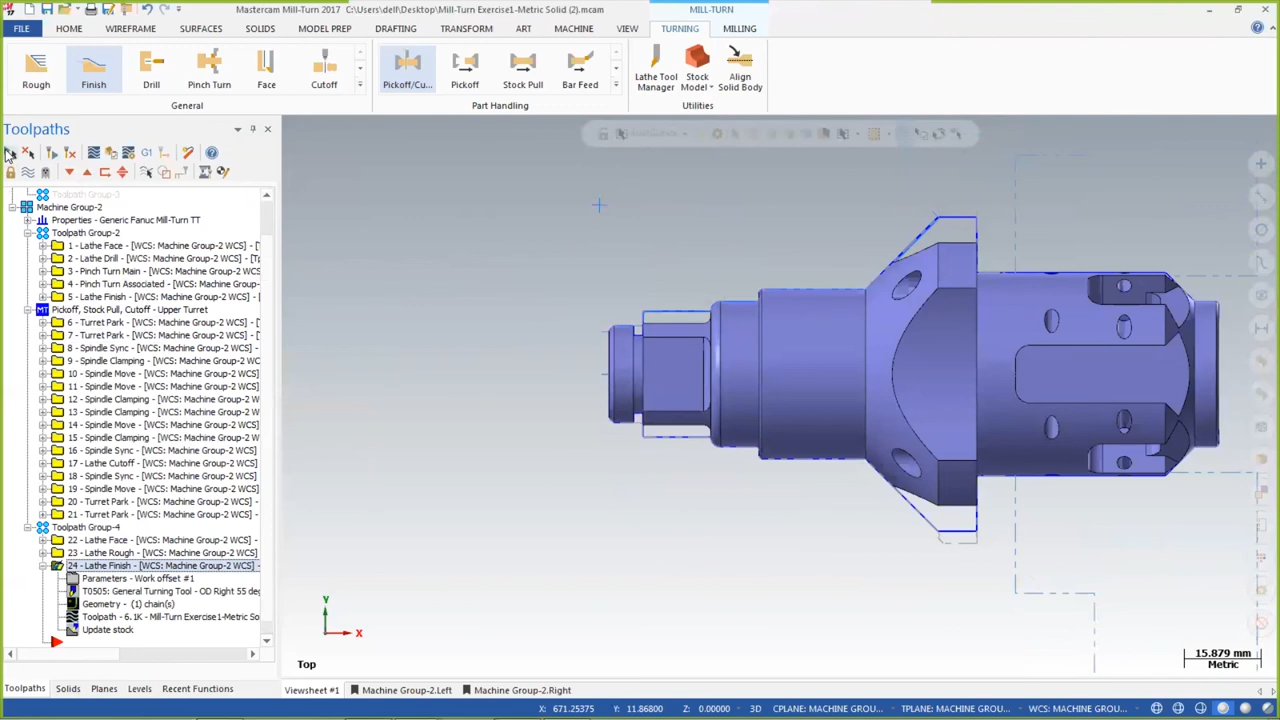 Mastercam Mill-Turn 2017 C:\Users\dell\Desktop\Mill-Turn Exercise1-Metric Solid (2).mcam
MILL-TURN
FILE HOME WIREFRAME SURFACES SOLIDS MODEL PREP DRAFTING TRANSFORM ART MACHINE VIEW TURNING MILLING
Rough Finish Drill Pinch Turn Face Cutoff Pickoff/Cu... Pickoff Stock Pull Bar Feed Lathe Tool Manager Stock Model Align Solid Body
General Part Handling Utilities
Toolpaths
G1
Toolpath Group-3
Machine Group-2
Properties - Generic Fanuc Mill-Turn TT
Toolpath Group-2
1 - Lathe Face - [WCS: Machine Group-2 WCS] - [T
2 - Lathe Drill - [WCS: Machine Group-2 WCS] - [Tp
3 - Pinch Turn Main - [WCS: Machine Group-2 WCS]
4 - Pinch Turn Associated - [WCS: Machine Group-2
5 - Lathe Finish - [WCS: Machine Group-2 WCS] -
MT Pickoff, Stock Pull, Cutoff - Upper Turret
6 - Turret Park - [WCS: Machine Group-2 WCS] -
7 - Turret Park - [WCS: Machine Group-2 WCS] -
8 - Spindle Sync - [WCS: Machine Group-2 WCS] -
9 - Spindle Clamping - [WCS: Machine Group-2 WCS]
10 - Spindle Move - [WCS: Machine Group-2 WCS]
11 - Spindle Move - [WCS: Machine Group-2 WCS]
12 - Spindle Clamping - [WCS: Machine Group-2 WCS]
13 - Spindle Clamping - [WCS: Machine Group-2 WCS]
14 - Spindle Move - [WCS: Machine Group-2 WCS]
15 - Spindle Clamping - [WCS: Machine Group-2 WCS]
16 - Spindle Sync - [WCS: Machine Group-2 WCS] -
17 - Lathe Cutoff - [WCS: Machine Group-2 WCS] -
18 - Spindle Sync - [WCS: Machine Group-2 WCS] -
19 - Spindle Move - [WCS: Machine Group-2 WCS]
20 - Turret Park - [WCS: Machine Group-2 WCS] -
21 - Turret Park - [WCS: Machine Group-2 WCS] -
Toolpath Group-4
22 - Lathe Face - [WCS: Machine Group-2 WCS] -
23 - Lathe Rough - [WCS: Machine Group-2 WCS] -
24 - Lathe Finish - [WCS: Machine Group-2 WCS] -
Parameters - Work offset #1
T0505: General Turning Tool - OD Right 55 deg
Geometry - (1) chain(s)
Toolpath - 6.1K - Mill-Turn Exercise1-Metric So
Update stock
Y
X
Top
15.879 mm
Metric
Toolpaths Solids Planes Levels Recent Functions
Viewsheet #1 Machine Group-2.Left Machine Group-2.Right
X: 671.25375 Y: 11.86800 Z: 0.00000 3D CPLANE: MACHINE GROU... TPLANE: MACHINE GROU... WCS: MACHINE GROU...